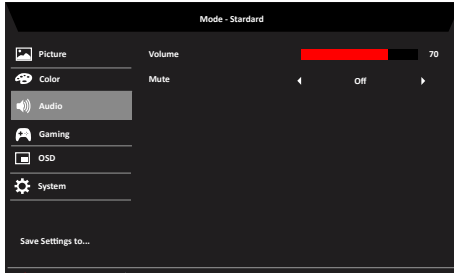 Mode - Stardard
Picture
Volume
70
Color
Mute
Off
Audio
Gaming
OSD
System
Save Settings to...